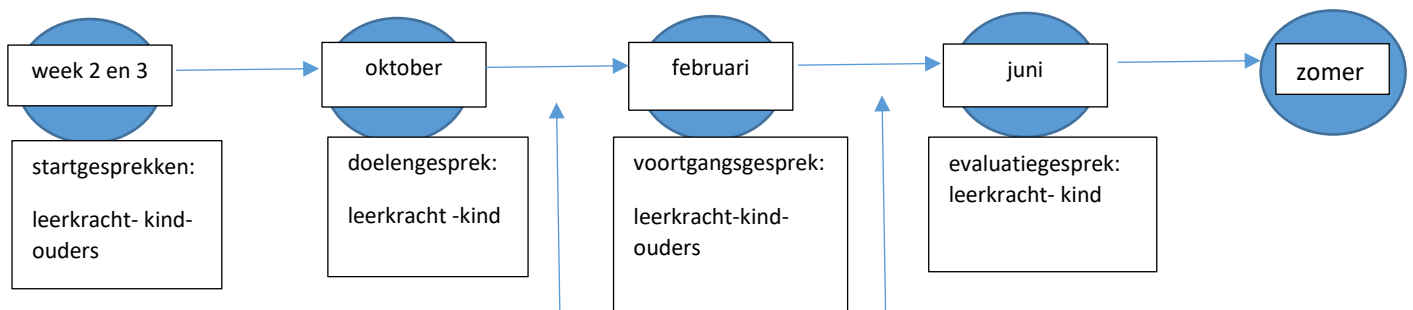 week 2 en 3
oktober
februari
juni
zomer
startgesprekken:
leerkracht- kind-
ouders
doelengesprek:
leerkracht -kind
voortgangsgesprek:
leerkracht-kind-
ouders
evaluatiegesprek:
leerkracht- kind